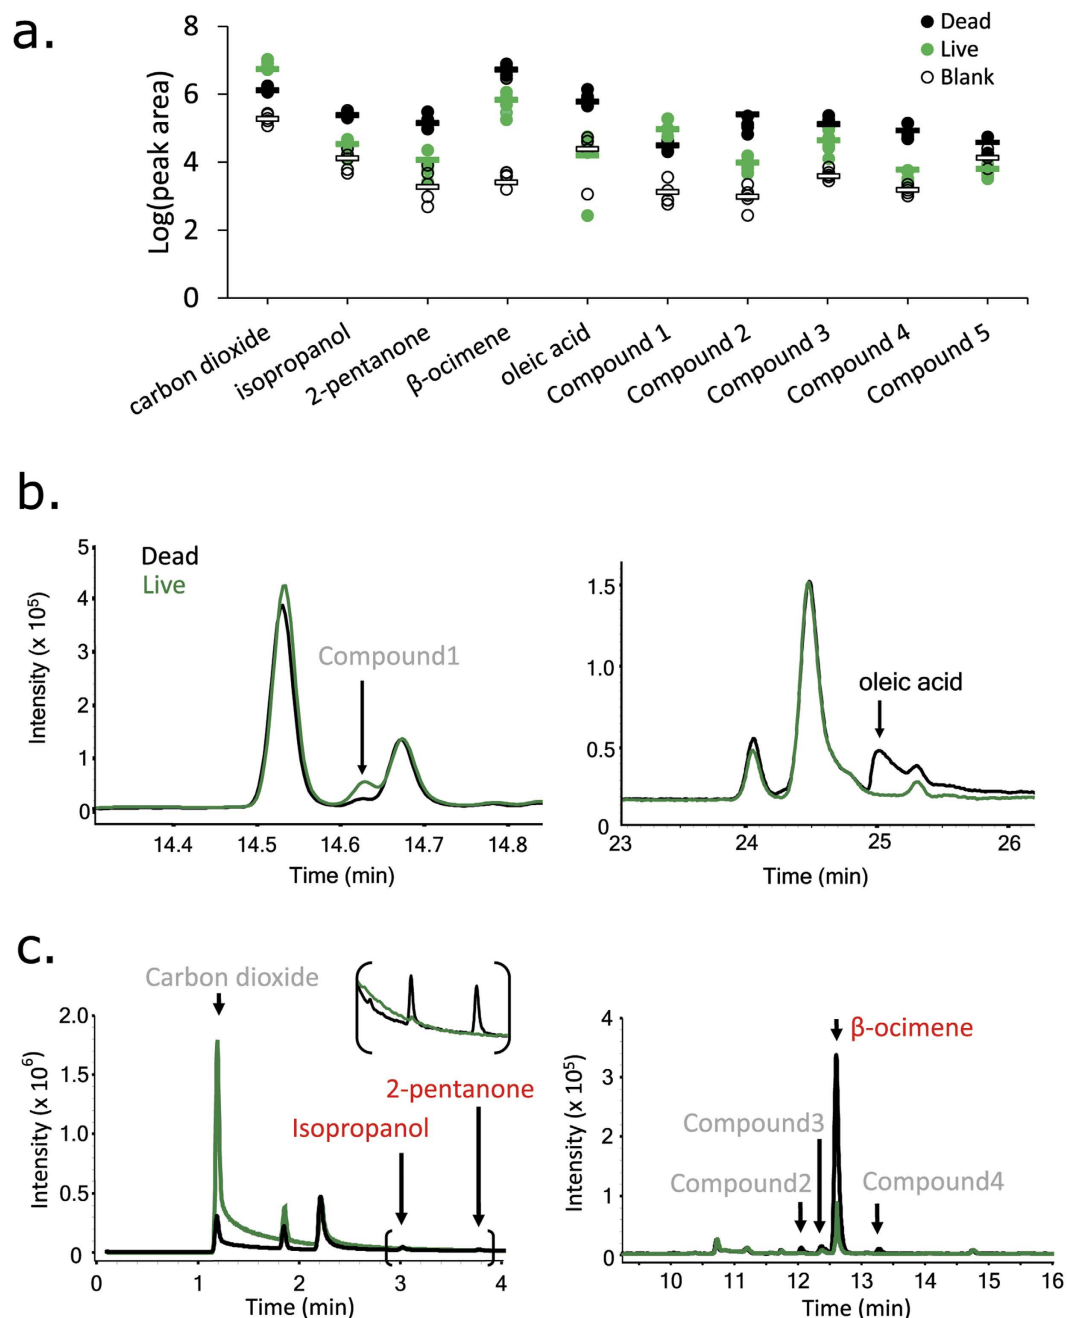 a.
8
6
4
2
0
Log(peak area)
Dead
Live
Blank
carbon dioxide
isopropanol
2-pentanone
β-ocimene
oleic acid
Compound 1
Compound 2
Compound 3
Compound 4
Compound 5
b.
Dead
Live
5
4
3
2
1
0
Intensity (x 10⁵)
Compound1
14.4 14.5 14.6 14.7 14.8
Time (min)
1.5
1.0
0.5
0
oleic acid
23 24 25 26
Time (min)
c.
Carbon dioxide
2.0
1.5
1.0
0.5
0
Intensity (x 10⁶)
2-pentanone
Isopropanol
0 1 2 3 4
Time (min)
4
3
2
1
0
Intensity (x 10⁵)
β-ocimene
Compound3
Compound2
Compound4
10 11 12 13 14 15 16
Time (min)